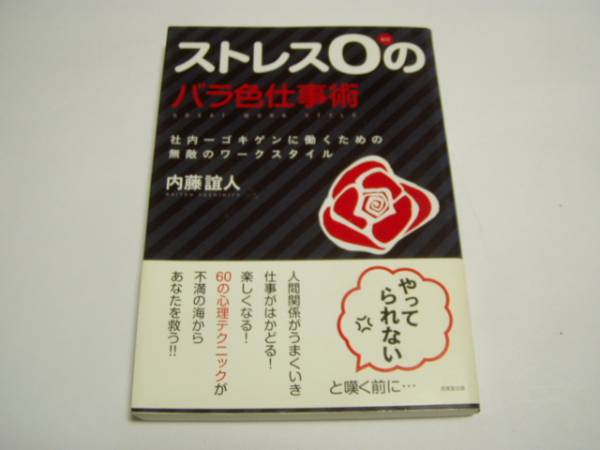 ストレス0の
バラ色仕事術
GREAT WORK STYLE
社内一ゴキゲンに働くための
無敵のワークスタイル
内藤誼人
NAITOH YOSHIHITO
やって
られない
と嘆く前に…
人間関係がうまくいき
仕事がはかどる！
楽しくなる！
60の心理テクニックが
不満の海から
あなたを救う!!